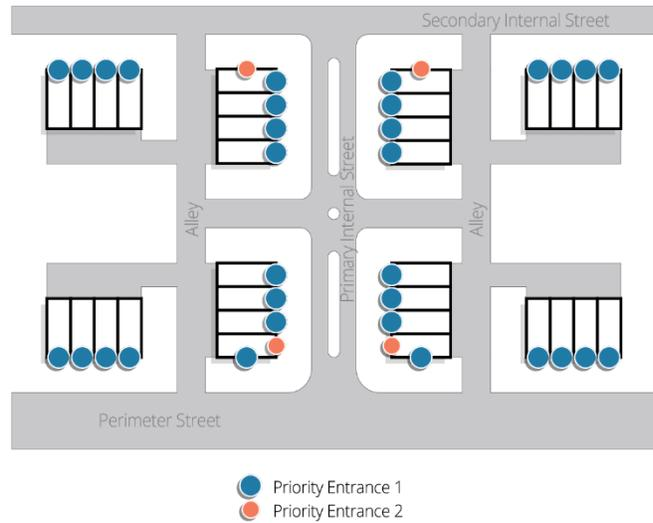 Secondary Internal Street
Alley
Primary Internal Street
Alley
Perimeter Street
Priority Entrance 1
Priority Entrance 2